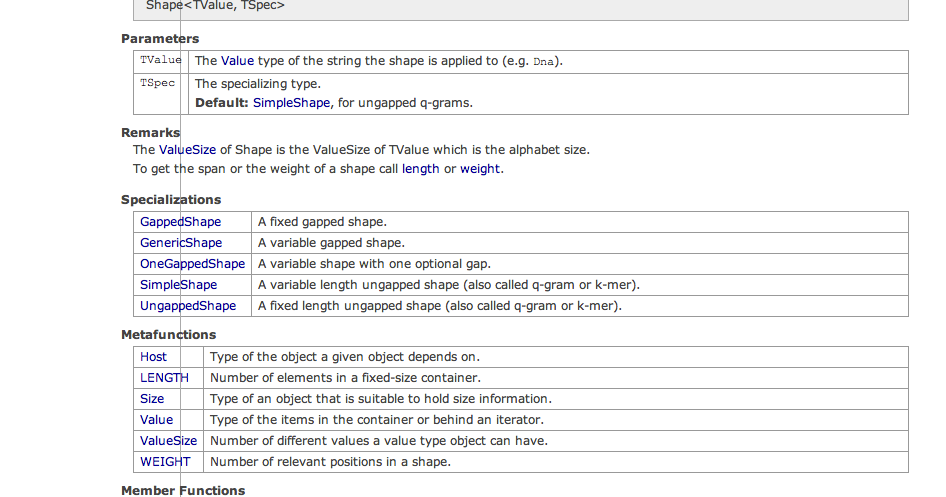 Shape<TValue, TSpec>
Parameters
TValue The Value type of the string the shape is applied to (e.g. Dna).
TSpec The specializing type.
Default: SimpleShape, for ungapped q-grams.
Remarks
The ValueSize of Shape is the ValueSize of TValue which is the alphabet size.
To get the span or the weight of a shape call length or weight.
Specializations
GappedShape A fixed gapped shape.
GenericShape A variable gapped shape.
OneGappedShape A variable shape with one optional gap.
SimpleShape A variable length ungapped shape (also called q-gram or k-mer).
UngappedShape A fixed length ungapped shape (also called q-gram or k-mer).
Metafunctions
Host Type of the object a given object depends on.
LENGTH Number of elements in a fixed-size container.
Size Type of an object that is suitable to hold size information.
Value Type of the items in the container or behind an iterator.
ValueSize Number of different values a value type object can have.
WEIGHT Number of relevant positions in a shape.
Member Functions